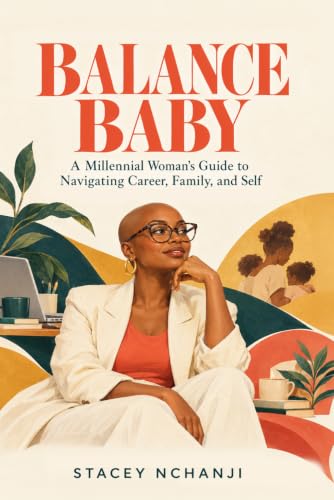 BALANCE
BABY
A Millennial Woman's Guide to
Navigating Career, Family, and Self
STACEY NCHANJI